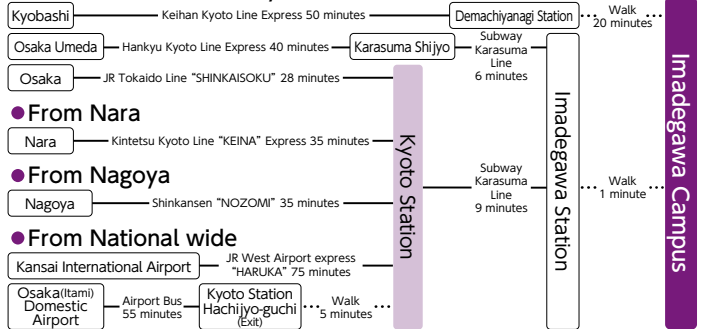 Kyobashi
Keihan Kyoto Line Express 50 minutes
Demachiyanagi Station
Walk
20 minutes
Osaka Umeda
Hankyu Kyoto Line Express 40 minutes
Karasuma Shijyo
Subway
Karasuma
Line
6 minutes
Osaka
JR Tokaido Line “SHINKAISOKU” 28 minutes
●From Nara
Nara
Kintetsu Kyoto Line “KEINA” Express 35 minutes
●From Nagoya
Nagoya
Shinkansen “NOZOMI” 35 minutes
●From National wide
Kansai International Airport
JR West Airport express
“HARUKA” 75 minutes
Osaka(Itami)
Domestic
Airport
Airport Bus
55 minutes
Kyoto Station
Hachijyo-guchi
(Exit)
Walk
5 minutes
Kyoto Station
Subway
Karasuma
Line
9 minutes
Imadegawa Station
Walk
1 minute
Imadegawa Campus